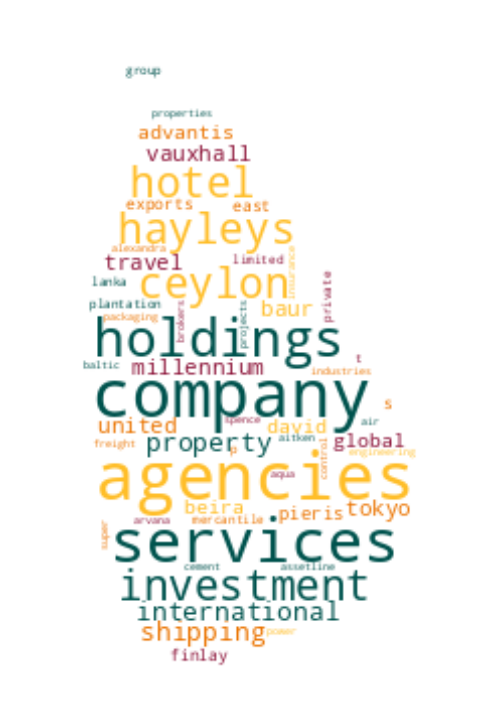 group
properties
advantis
vauxhall
hotel
exports east
hayleys
alexandra
travel limited
insurance
lanka ceylon
private
plantation baur
packaging
brokers
projects
holdings
t
baltic millennium
industries
company
s
spence air
united david
aitken global
freight property
p
control
engineering
agencies
aqua
beira pieris tokyo
arvana mercantile
super
services
cement assetline
investment
international
shipping power
finlay